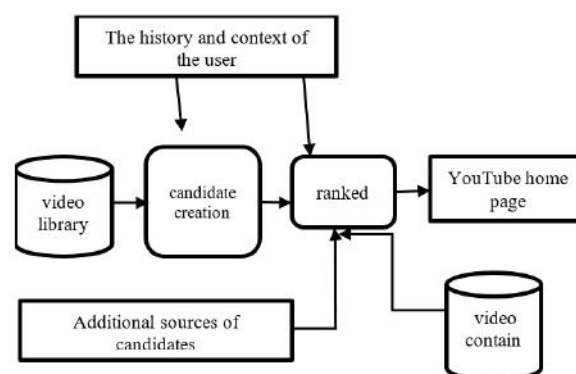 The history and context of
the user
video
library
candidate
creation
ranked
YouTube home
page
Additional sources of
candidates
video
contain